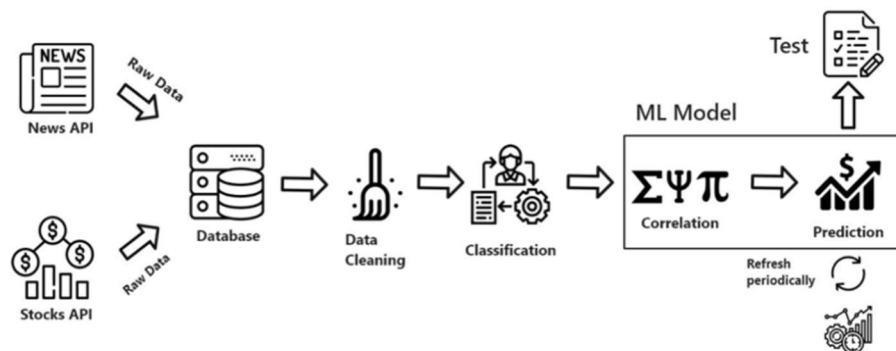 NEWS
News API
Raw Data
Stocks API
Raw Data
Database
Data
Cleaning
Classification
ML Model
ΣΨπ
Correlation
$
Prediction
Test
Refresh
periodically
$
$
$